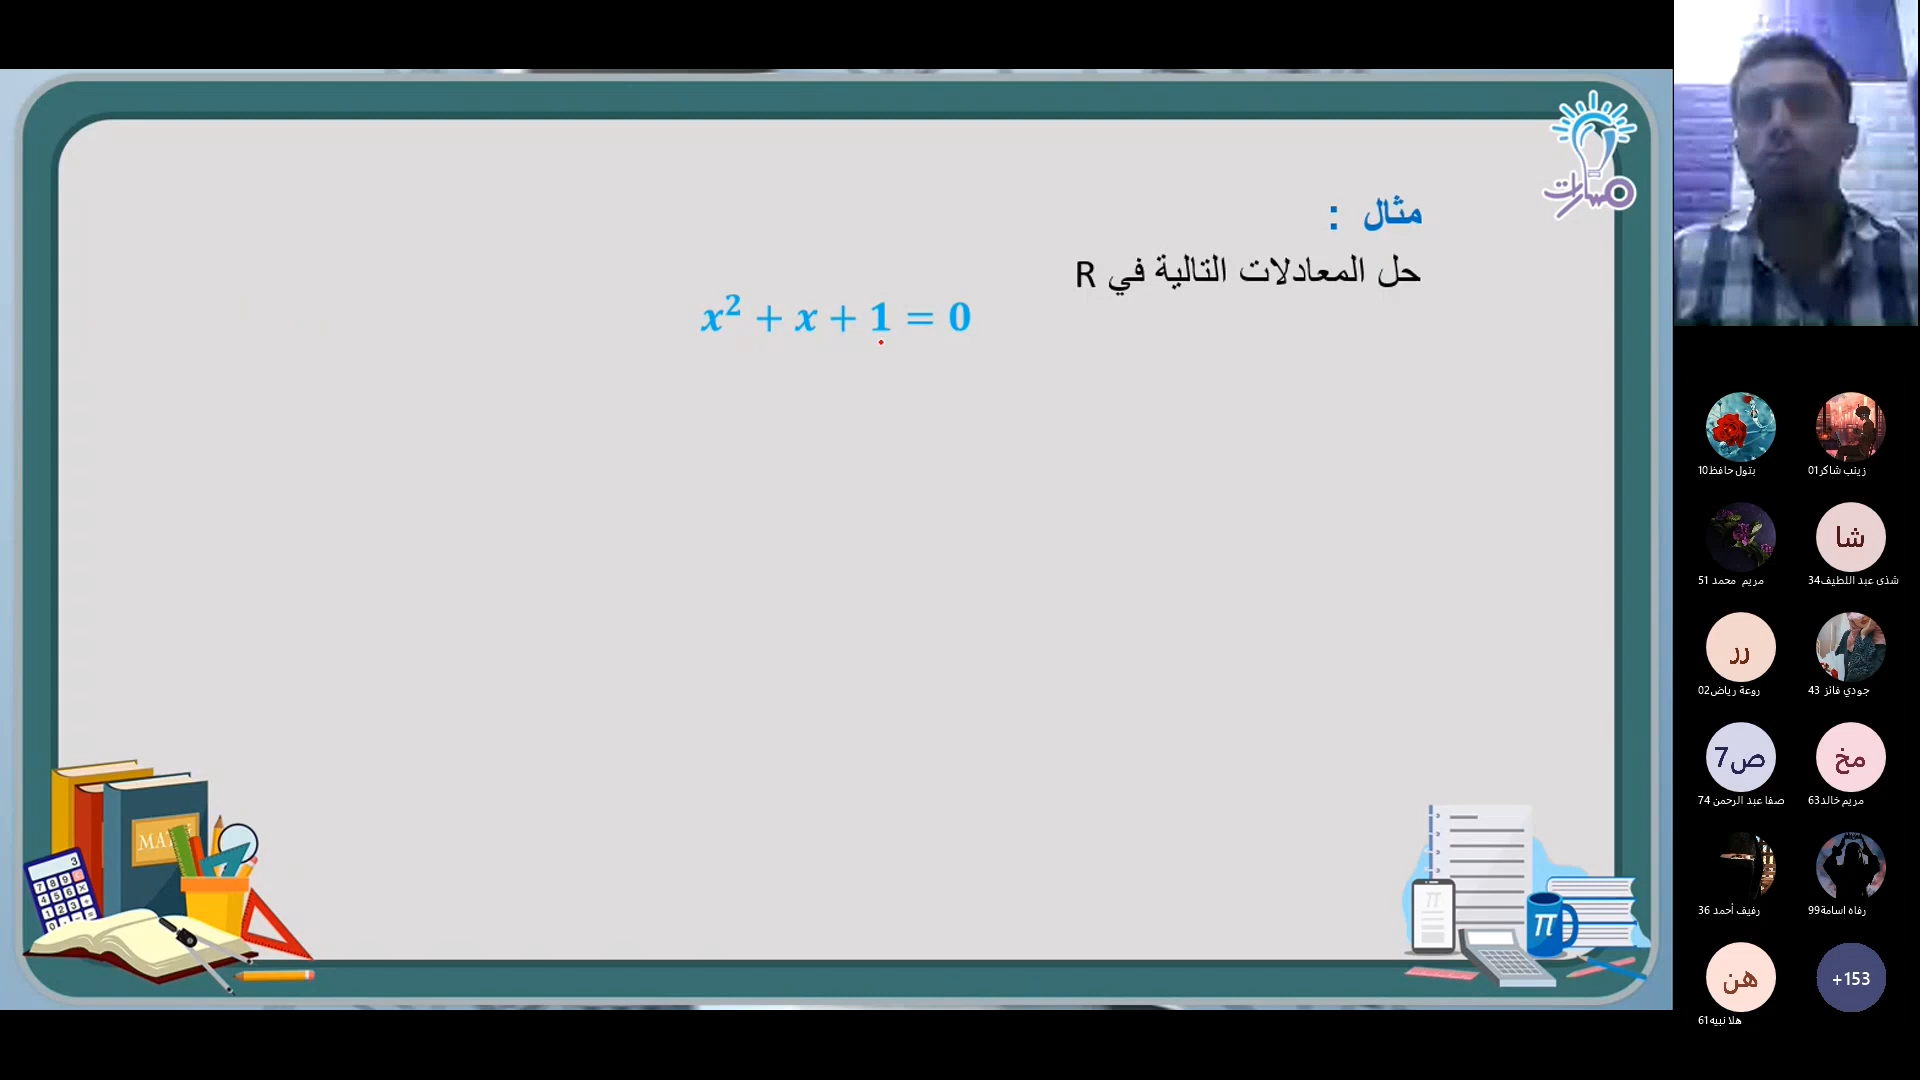 مسارات
مثال :
حل المعادلات التالية في R
x² + x + 1 = 0
MATH
π
π
بتول حافظ10
زينب شاكر01
مريم محمد 51
شا
شذى عبد اللطيف34
رر
روعة رياض02
جودي فائز 43
ص7
صفا عبد الرحمن 74
مخ
مريم خالد63
رفيف أحمد 36
رفاه اسامة99
هن
هلا نبيه61
+153